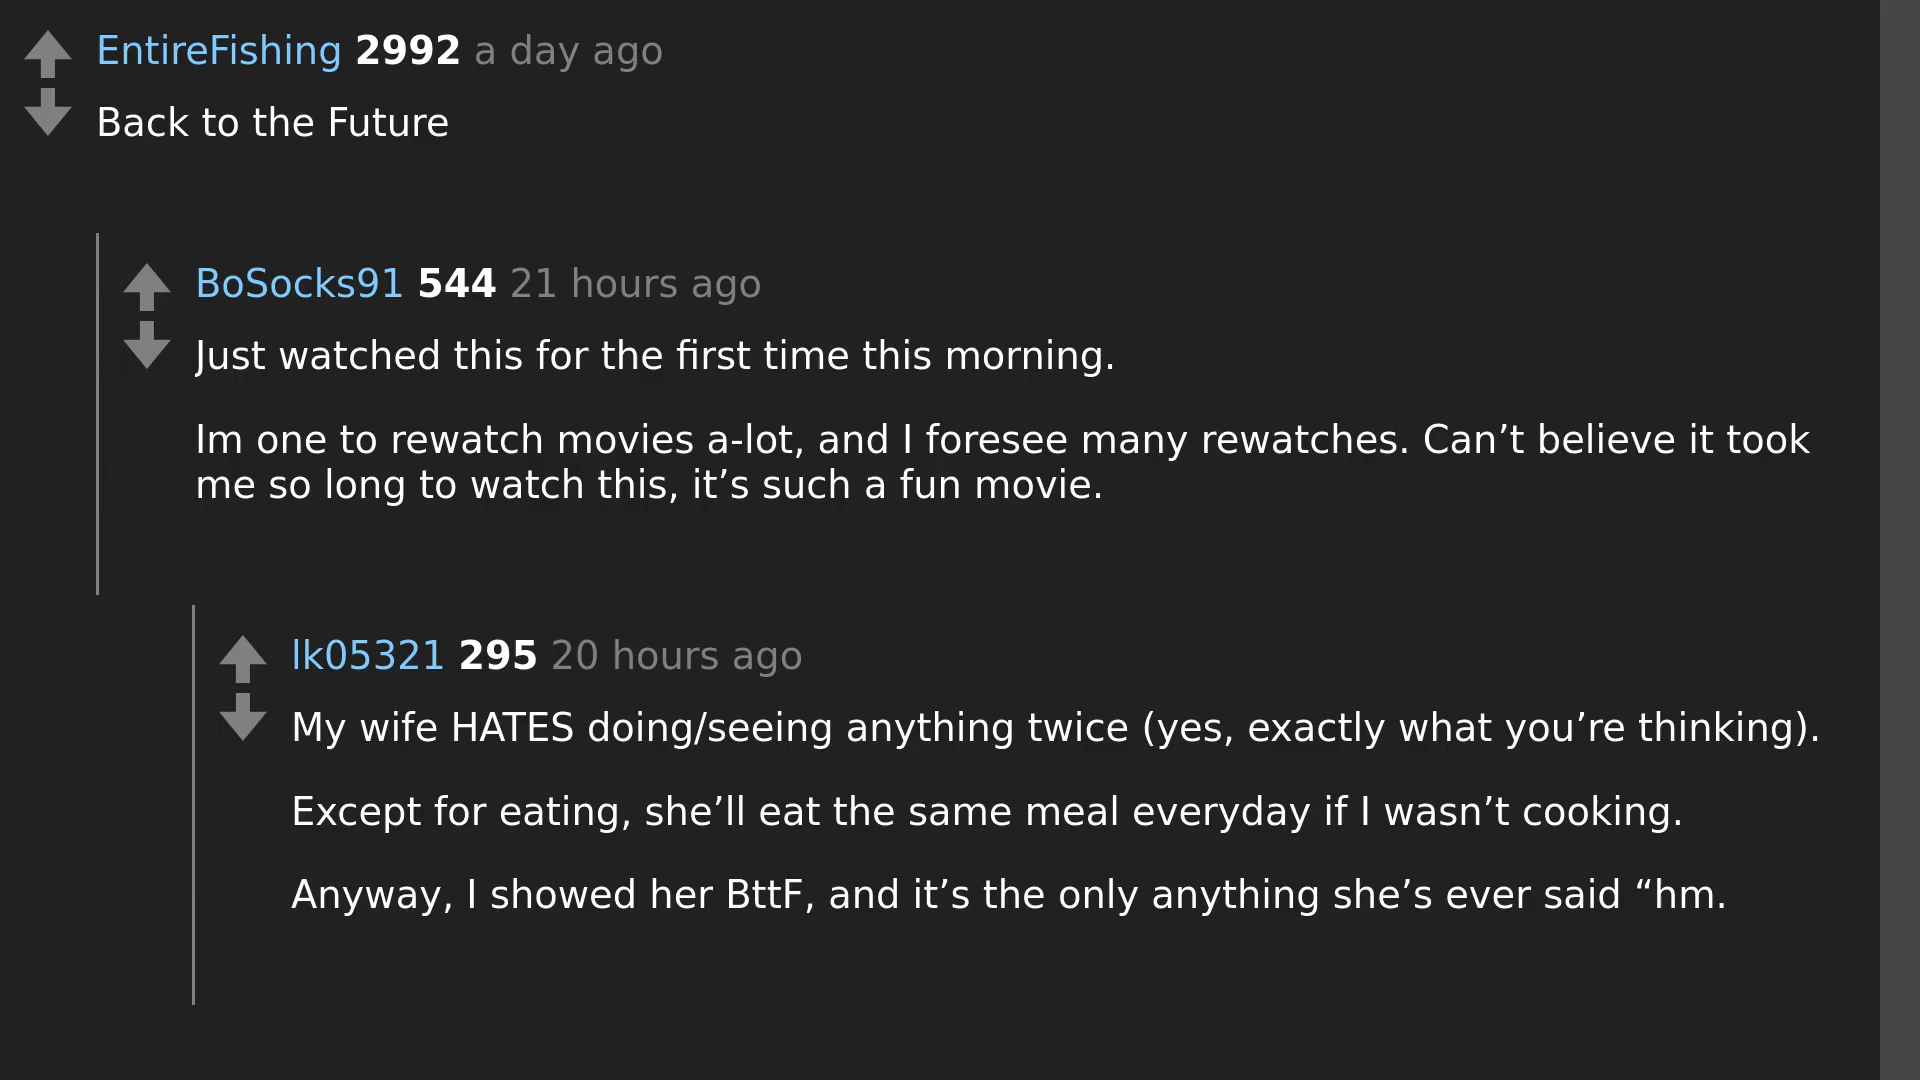 EntireFishing 2992 a day ago
Back to the Future
BoSocks91 544 21 hours ago
Just watched this for the first time this morning.
Im one to rewatch movies a-lot, and I foresee many rewatches. Can’t believe it took
me so long to watch this, it’s such a fun movie.
lk05321 295 20 hours ago
My wife HATES doing/seeing anything twice (yes, exactly what you’re thinking).
Except for eating, she’ll eat the same meal everyday if I wasn’t cooking.
Anyway, I showed her BttF, and it’s the only anything she’s ever said “hm.